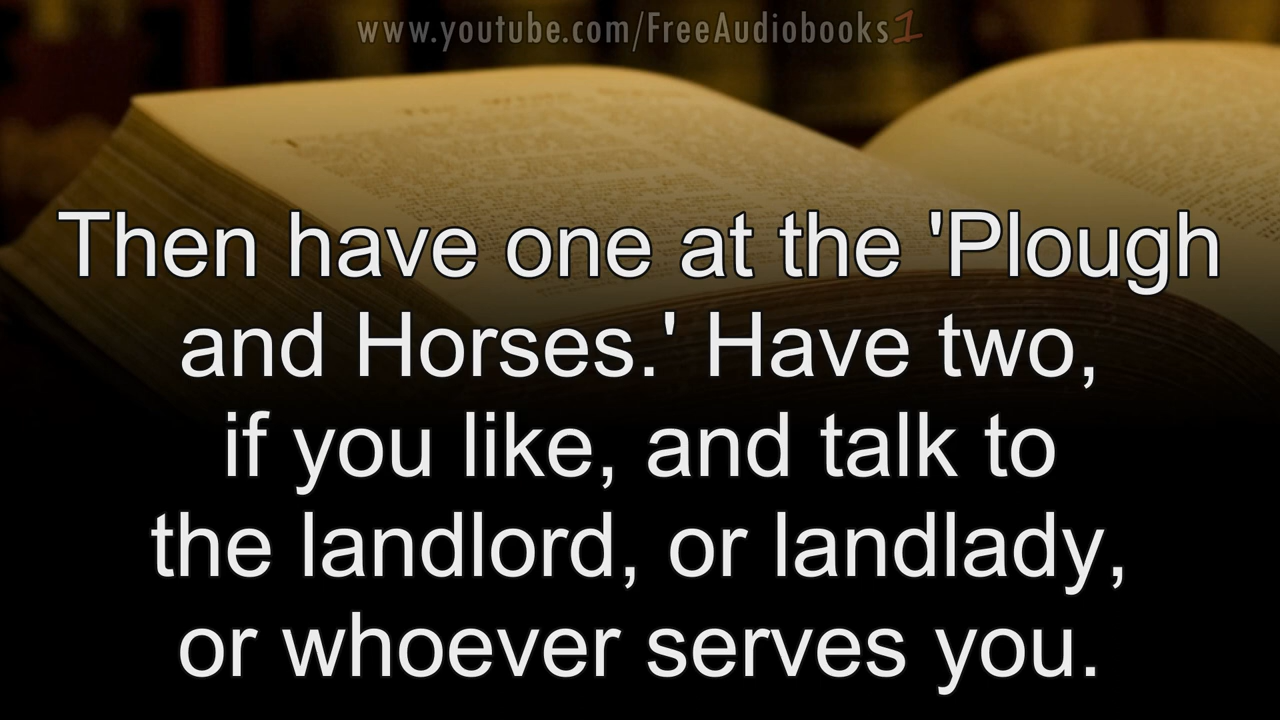 www.youtube.com/FreeAudiobooks1
Then have one at the 'Plough
and Horses.' Have two,
if you like, and talk to
the landlord, or landlady,
or whoever serves you.